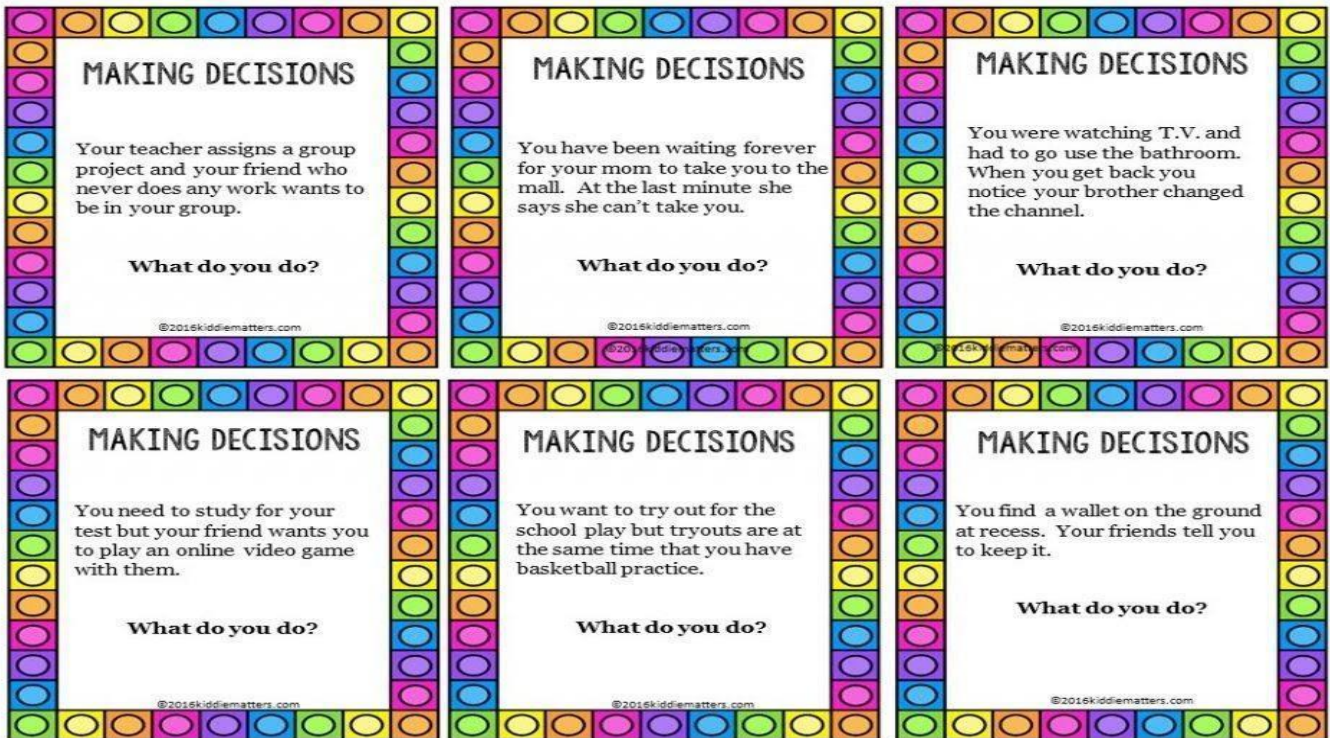 MAKING DECISIONS
Your teacher assigns a group
project and your friend who
never does any work wants to
be in your group.
What do you do?
©2016kiddiematters.com
MAKING DECISIONS
You have been waiting forever
for your mom to take you to the
mall. At the last minute she
says she can't take you.
What do you do?
©2016kiddiematters.com
©2016kiddiematters.com
MAKING DECISIONS
You were watching T.V. and
had to go use the bathroom.
When you get back you
notice your brother changed
the channel.
What do you do?
©2016kiddiematters.com
©2016kiddiematters.com
MAKING DECISIONS
You need to study for your
test but your friend wants you
to play an online video game
with them.
What do you do?
©2016kiddiematters.com
MAKING DECISIONS
You want to try out for the
school play but tryouts are at
the same time that you have
basketball practice.
What do you do?
©2016kiddiematters.com
MAKING DECISIONS
You find a wallet on the ground
at recess. Your friends tell you
to keep it.
What do you do?
©2016kiddiematters.com